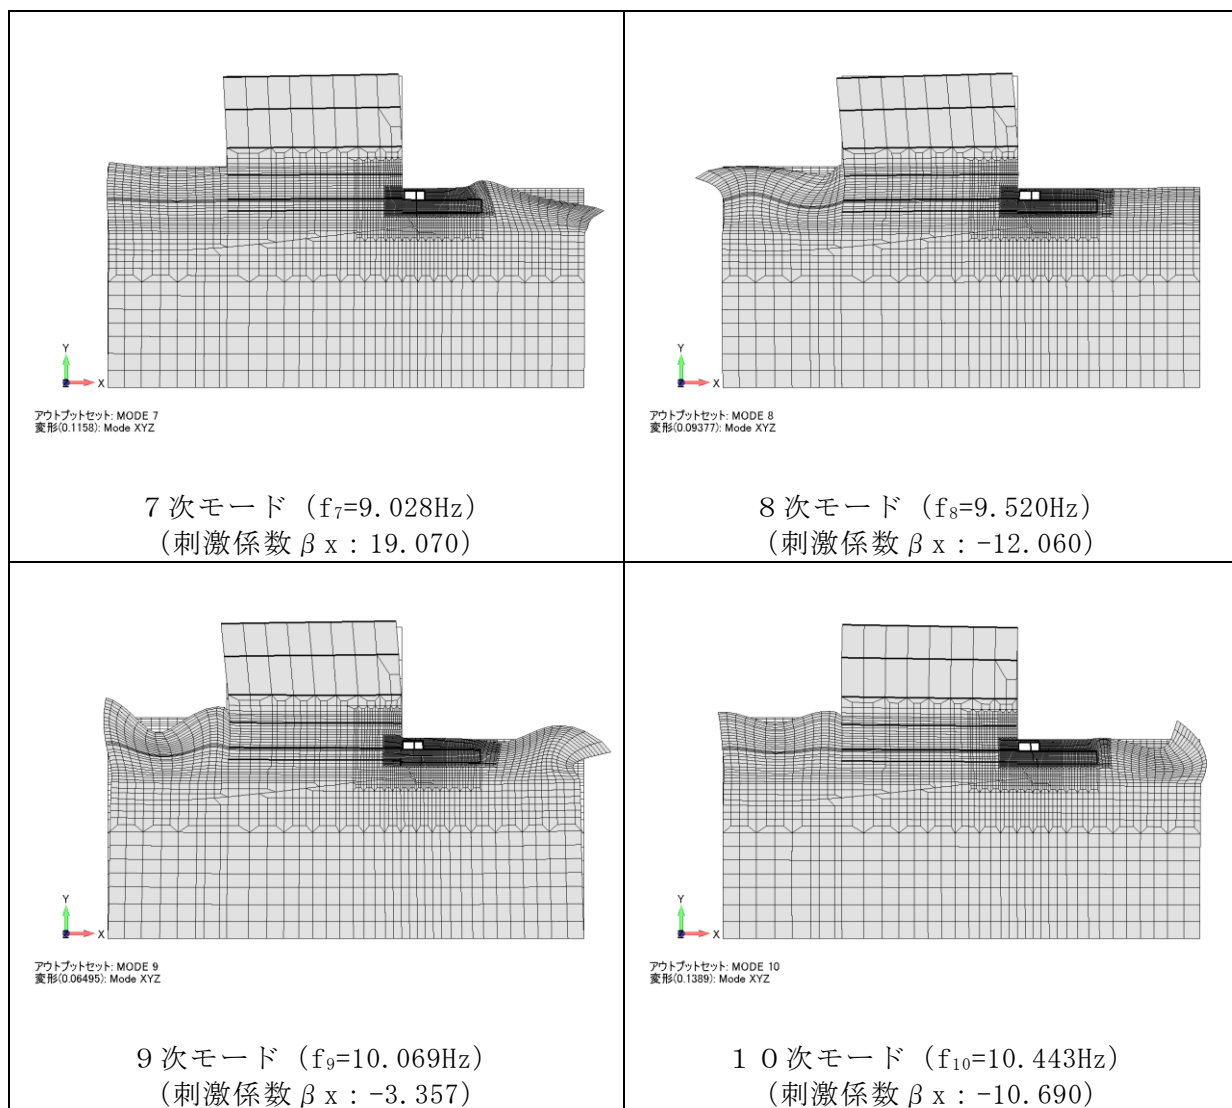 Y
X
アウトプットセット: MODE 7
変形(0.1158): Mode XYZ
７次モード（f₇=9.028Hz）
（刺激係数βx：19.070）
Y
X
アウトプットセット: MODE 8
変形(0.09377): Mode XYZ
８次モード（f₈=9.520Hz）
（刺激係数βx：-12.060）
Y
X
アウトプットセット: MODE 9
変形(0.06495): Mode XYZ
９次モード（f₉=10.069Hz）
（刺激係数βx：-3.357）
Y
X
アウトプットセット: MODE 10
変形(0.1389): Mode XYZ
１０次モード（f₁₀=10.443Hz）
（刺激係数βx：-10.690）